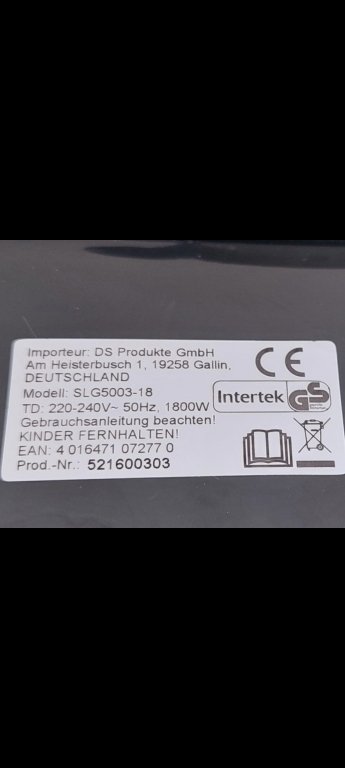 Importeur: DS Produkte GmbH
Am Heisterbusch 1, 19258 Gallin,
DEUTSCHLAND
Modell: SLG5003-18
TD: 220-240V~ 50Hz, 1800W
Gebrauchsanleitung beachten!
KINDER FERNHALTEN!
EAN: 4 016471 07277 0
Prod.-Nr.: 521600303
CE
Intertek
GS